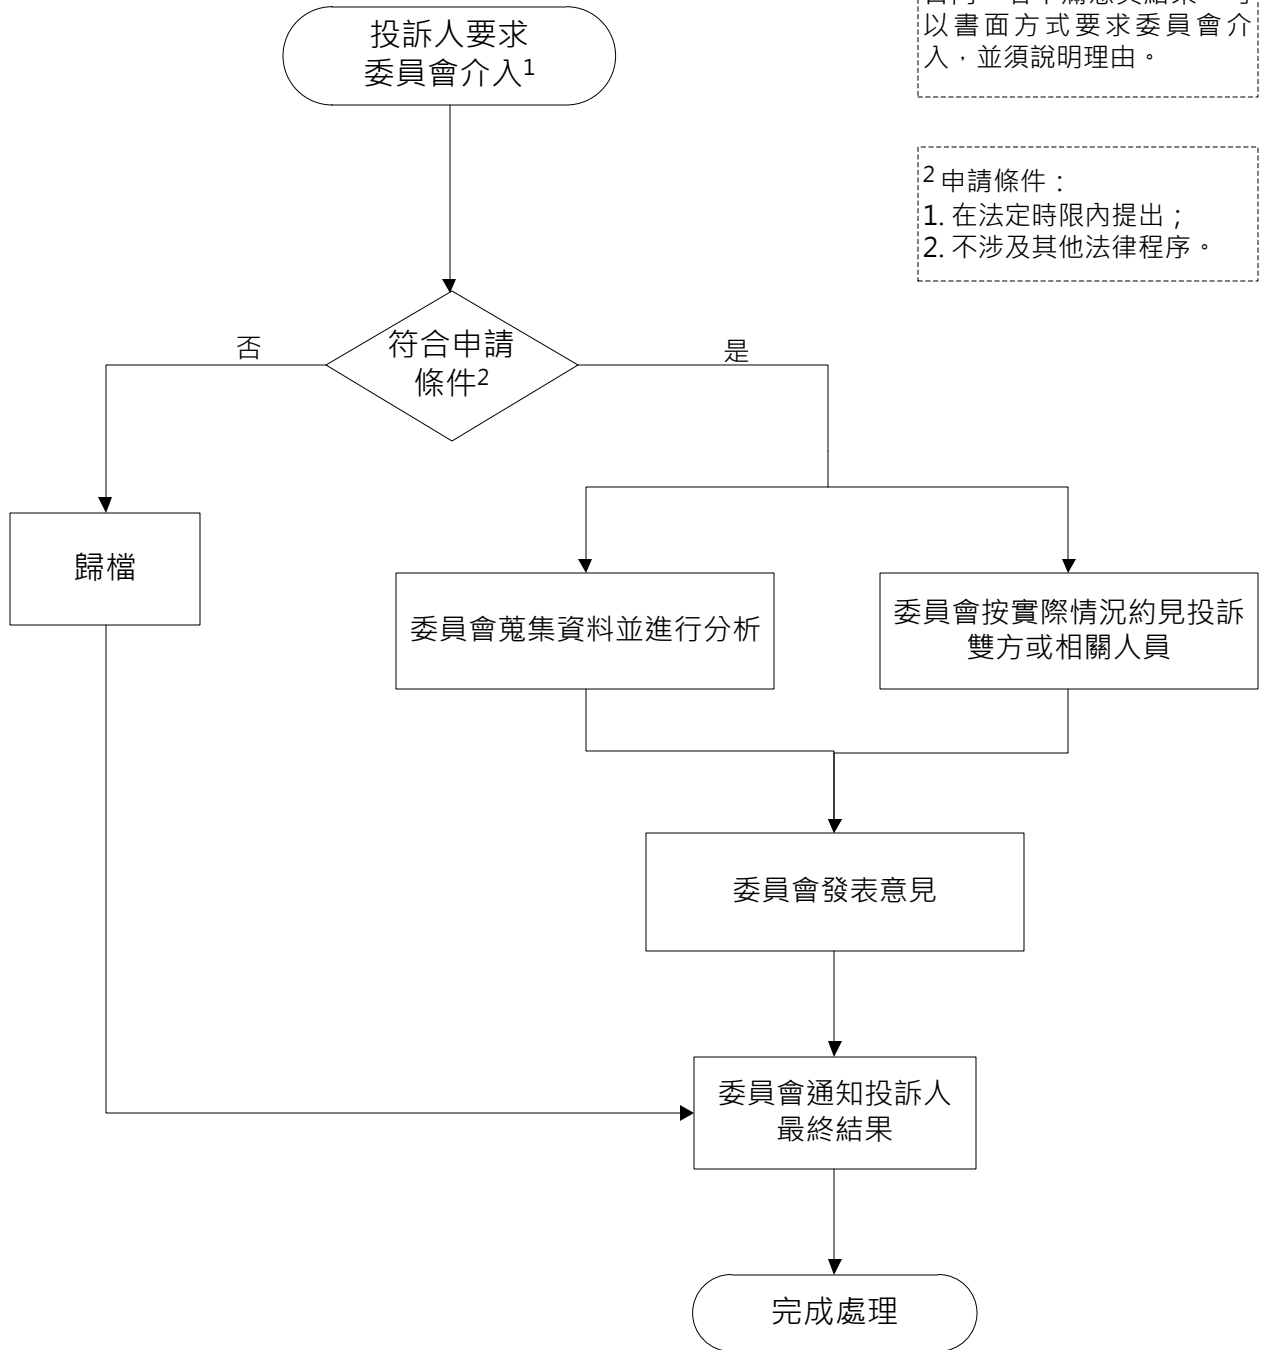 投訴人要求
委員會介入1
以書面方式要求委員會介
入，並須說明理由。
2 申請條件：
1. 在法定時限內提出；
2. 不涉及其他法律程序。
符合申請
條件2
否
是
歸檔
委員會蒐集資料並進行分析
委員會按實際情況約見投訴
雙方或相關人員
委員會發表意見
委員會通知投訴人
最終結果
完成處理